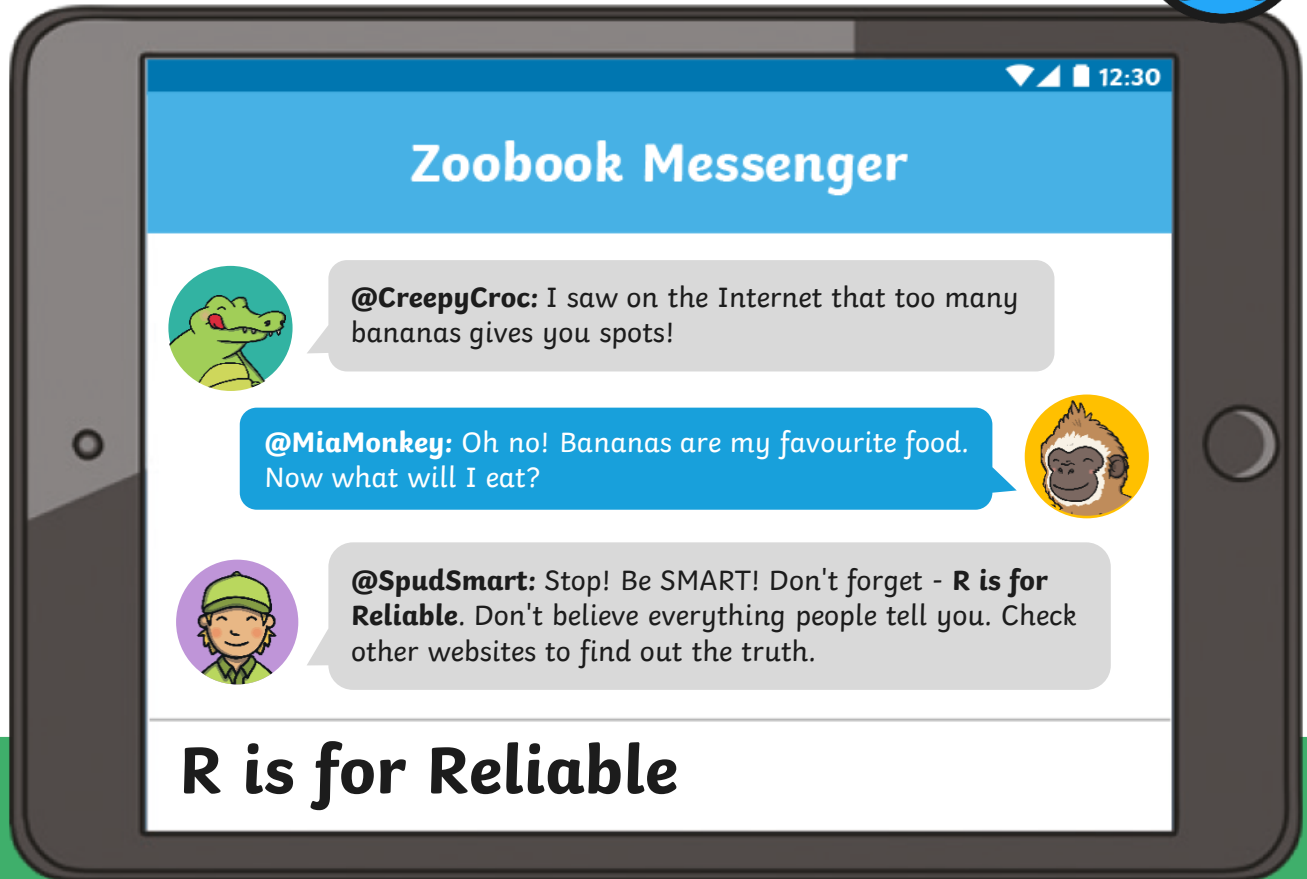 12:30
Zoobook Messenger
@CreepyCroc: I saw on the Internet that too many
bananas gives you spots!
@MiaMonkey: Oh no! Bananas are my favourite food.
Now what will I eat?
@SpudSmart: Stop! Be SMART! Don't forget - R is for
Reliable. Don't believe everything people tell you. Check
other websites to find out the truth.
R is for Reliable